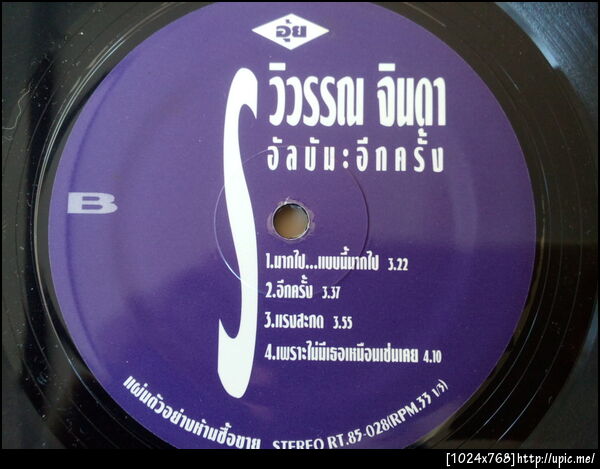 อุ๋ย
วิวรรณ จินดา
อัลบัม:อีกครั้ง
B
1.มากไป...แบบนี้มากไป 3.22
2.อีกครั้ง 3.37
3.แรงสะกด 3.55
4.เพราะไม่มีเธอเหมือนเช่นเคย 4.10
แผ่นตัวอย่างห้ามซื้อขาย STEREO RT.85-028(RPM.33 1/3)
[1024x768]http://upic.me/